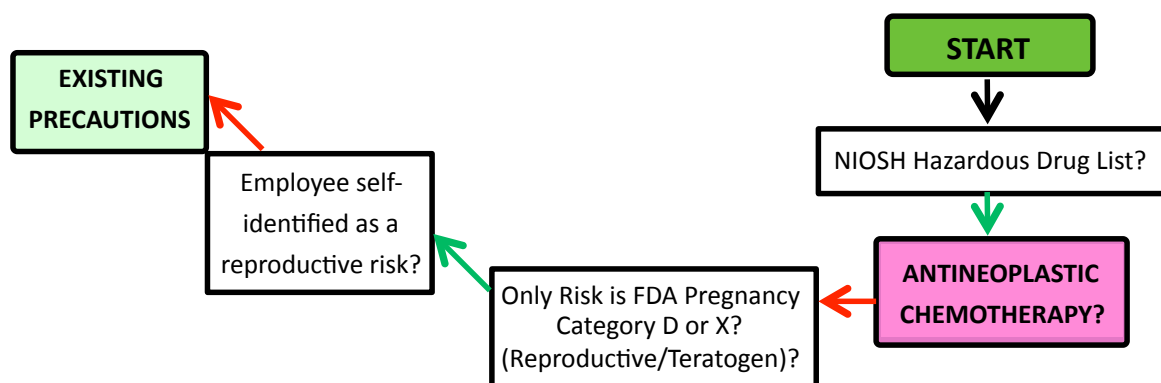 START
NIOSH Hazardous Drug List?
ANTINEOPLASTIC
CHEMOTHERAPY?
Only Risk is FDA Pregnancy
Category D or X?
(Reproductive/Teratogen)?
Employee self-
identified as a
reproductive risk?
EXISTING
PRECAUTIONS